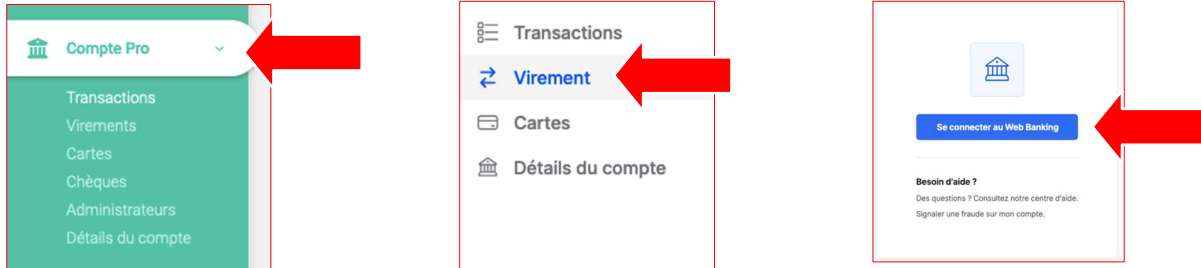 Compte Pro
Transactions
Virements
Cartes
Chèques
Administrateurs
Détails du compte
Transactions
Virement
Cartes
Détails du compte
Se connecter au Web Banking
Besoin d'aide ?
Des questions ? Consultez notre centre d'aide.
Signaler une fraude sur mon compte.